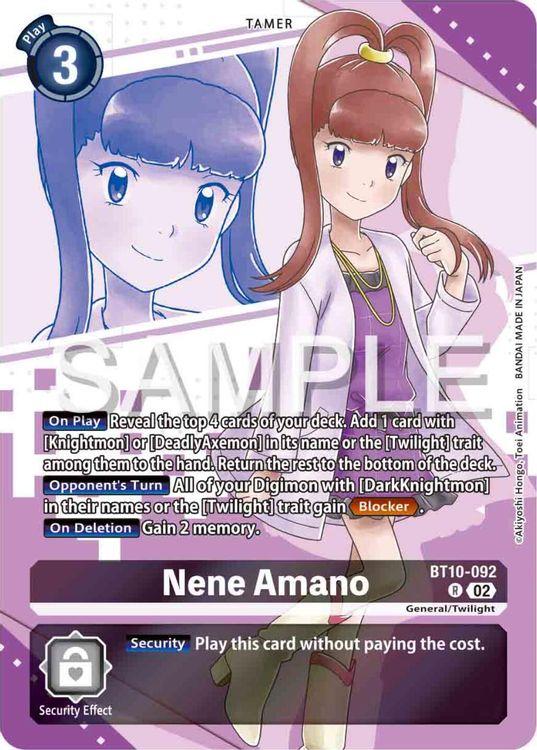 TAMER
Play
3
SAMPLE
On Play Reveal the top 4 cards of your deck. Add 1 card with
[Knightmon] or [DeadlyAxemon] in its name or the [Twilight] trait
among them to the hand. Return the rest to the bottom of the deck.
Opponent's Turn All of your Digimon with [DarkKnightmon]
in their names or the [Twilight] trait gain Blocker.
On Deletion Gain 2 memory.
©Akiyoshi Hongo, Toei Animation BANDAI MADE IN JAPAN
Nene Amano
BT10-092
R 02
General/Twilight
Security Play this card without paying the cost.
Security Effect